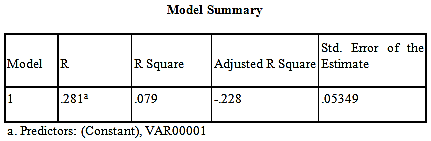 Model Summary
Model R R Square Adjusted R Square Std. Error of the Estimate
1 .281a .079 -.228 .05349
a. Predictors: (Constant), VAR00001